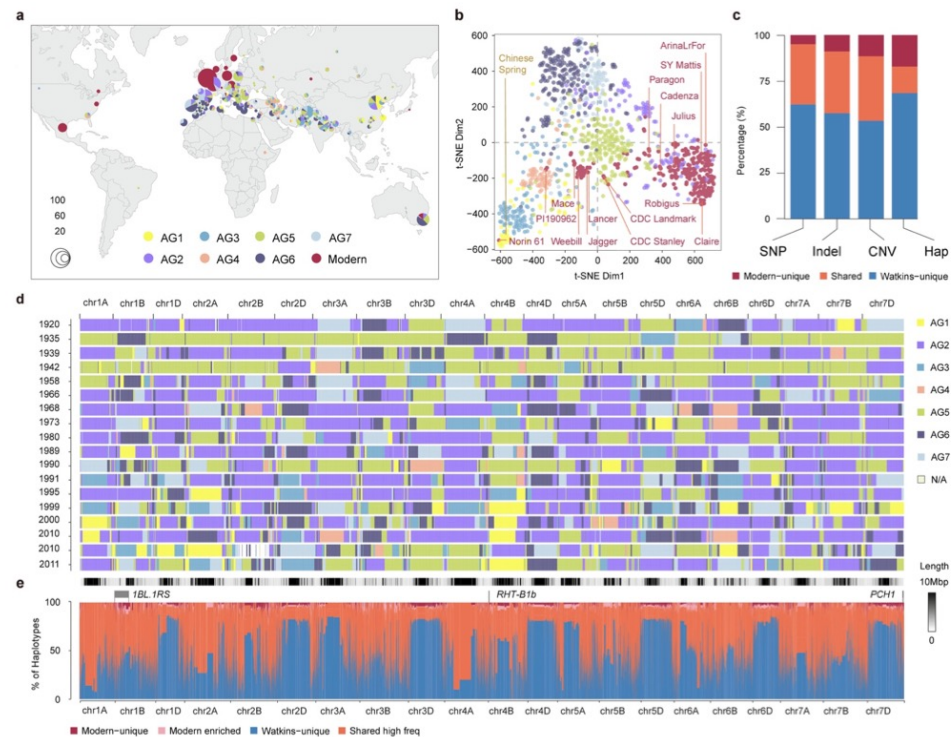 a
100
60
20
AG1 AG3 AG5 AG7
AG2 AG4 AG6 Modern
b
t-SNE Dim2
600
400
200
0
−200
−400
−600
Chinese
Spring
ArinaLrFor
SY Mattis
Paragon
Cadenza
Julius
Mace
Robigus
PI190962 Lancer CDC Landmark
Norin 61 Weebill Jagger CDC Stanley Claire
−600 −400 −200 0 200 400 600
t-SNE Dim1
c
Percentage (%)
100
75
50
25
0
SNP Indel CNV Hap
Modern-unique Shared Watkins-unique
d
chr1A chr1B chr1D chr2A chr2B chr2D chr3A chr3B chr3D chr4A chr4B chr4D chr5A chr5B chr5D chr6A chr6B chr6D chr7A chr7B chr7D
1920
1935
1939
1942
1958
1966
1968
1973
1980
1989
1990
1991
1995
1999
2000
2010
2010
2011
AG1
AG2
AG3
AG4
AG5
AG6
AG7
N/A
Length
10Mbp
0
e
1BL.1RS RHT-B1b PCH1
% of Haplotypes
100
50
0
chr1A chr1B chr1D chr2A chr2B chr2D chr3A chr3B chr3D chr4A chr4B chr4D chr5A chr5B chr5D chr6A chr6B chr6D chr7A chr7B chr7D
Modern-unique Modern enriched Watkins-unique Shared high freq